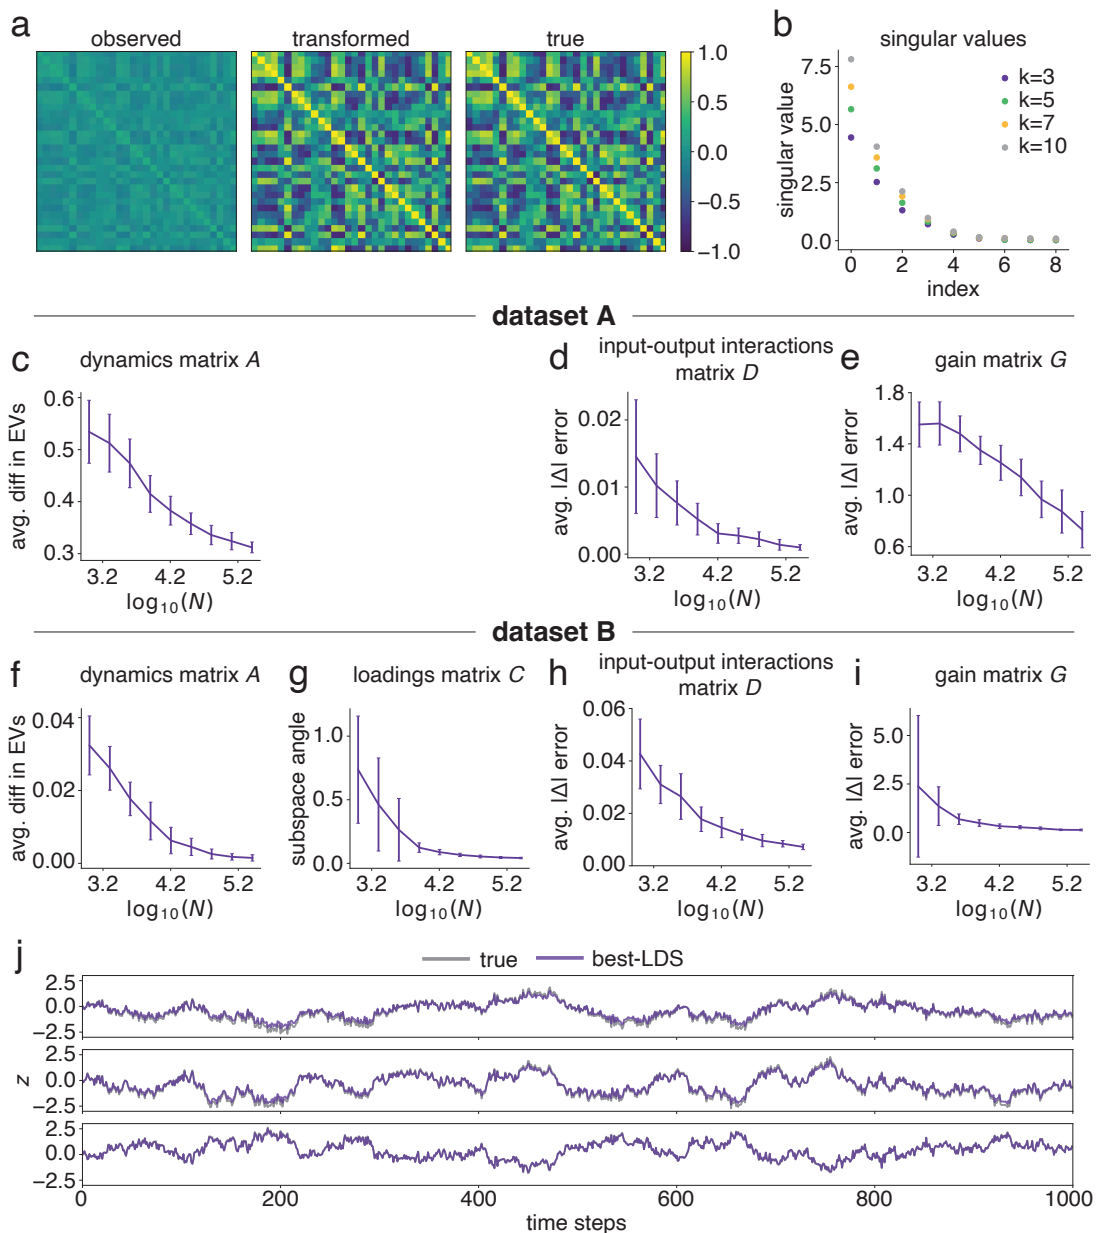 a
observed
transformed
true
1.0
0.5
0.0
−0.5
−1.0
b
singular values
singular value
7.5
5.0
2.5
0.0
k=3
k=5
k=7
k=10
0 2 4 6 8
index
dataset A
c
dynamics matrix A
avg. diff in EVs
0.6
0.5
0.4
0.3
3.2 4.2 5.2
log10(N)
d
input-output interactions
matrix D
avg. |Δ| error
0.02
0.01
0.00
3.2 4.2 5.2
log10(N)
e
gain matrix G
avg. |Δ| error
1.8
1.4
1.0
0.6
3.2 4.2 5.2
log10(N)
dataset B
f
dynamics matrix A
avg. diff in EVs
0.04
0.02
0.00
3.2 4.2 5.2
log10(N)
g
loadings matrix C
subspace angle
1.0
0.5
0.0
3.2 4.2 5.2
log10(N)
h
input-output interactions
matrix D
avg. |Δ| error
0.06
0.04
0.02
0.00
3.2 4.2 5.2
log10(N)
i
gain matrix G
avg. |Δ| error
5.0
2.5
0.0
3.2 4.2 5.2
log10(N)
j
true
best-LDS
2.5
0.0
−2.5
2.5
0.0
−2.5
2.5
0.0
−2.5
z
0 200 400 600 800 1000
time steps